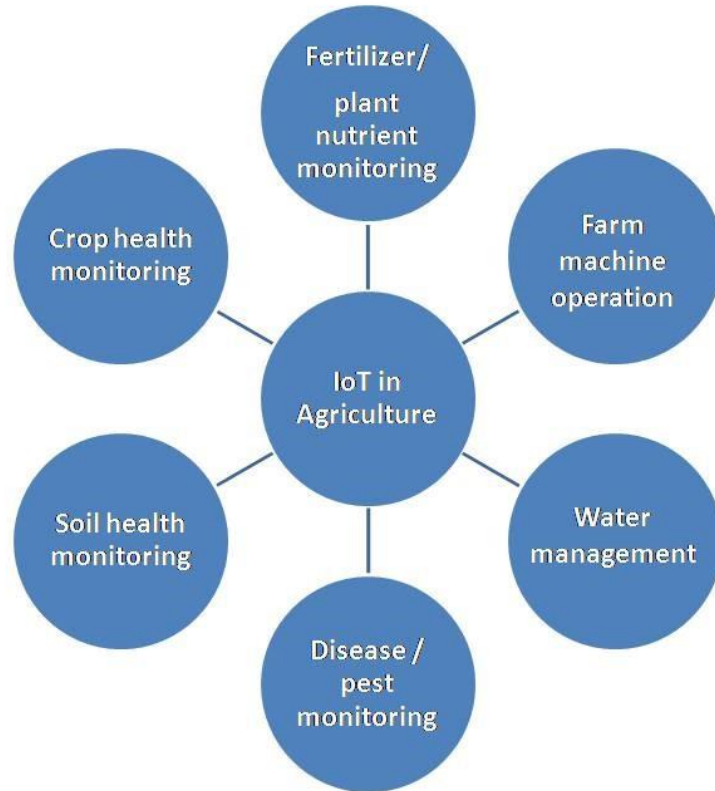 Fertilizer/
plant
nutrient
monitoring
Farm
machine
operation
Water
management
Disease /
pest
monitoring
Soil health
monitoring
Crop health
monitoring
IoT in
Agriculture